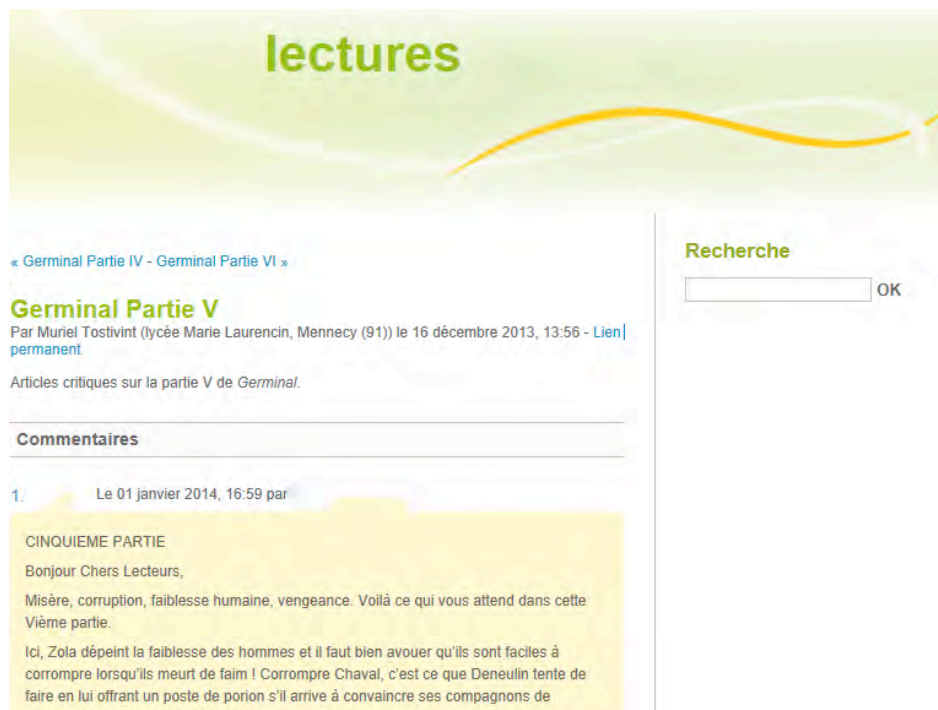 lectures
« Germinal Partie IV - Germinal Partie VI »
Recherche
OK
Germinal Partie V
Par Muriel Tostivint (lycée Marie Laurencin, Mennecy (91)) le 16 décembre 2013, 13:56 - Lien
permanent
Articles critiques sur la partie V de Germinal.
Commentaires
1. Le 01 janvier 2014, 16:59 par
CINQUIEME PARTIE
Bonjour Chers Lecteurs,
Misère, corruption, faiblesse humaine, vengeance. Voilà ce qui vous attend dans cette
Vième partie.
Ici, Zola dépeint la faiblesse des hommes et il faut bien avouer qu'ils sont faciles à
corrompre lorsqu'ils meurt de faim ! Corrompre Chaval, c'est ce que Deneulin tente de
faire en lui offrant un poste de porion s'il arrive à convaincre ses compagnons de